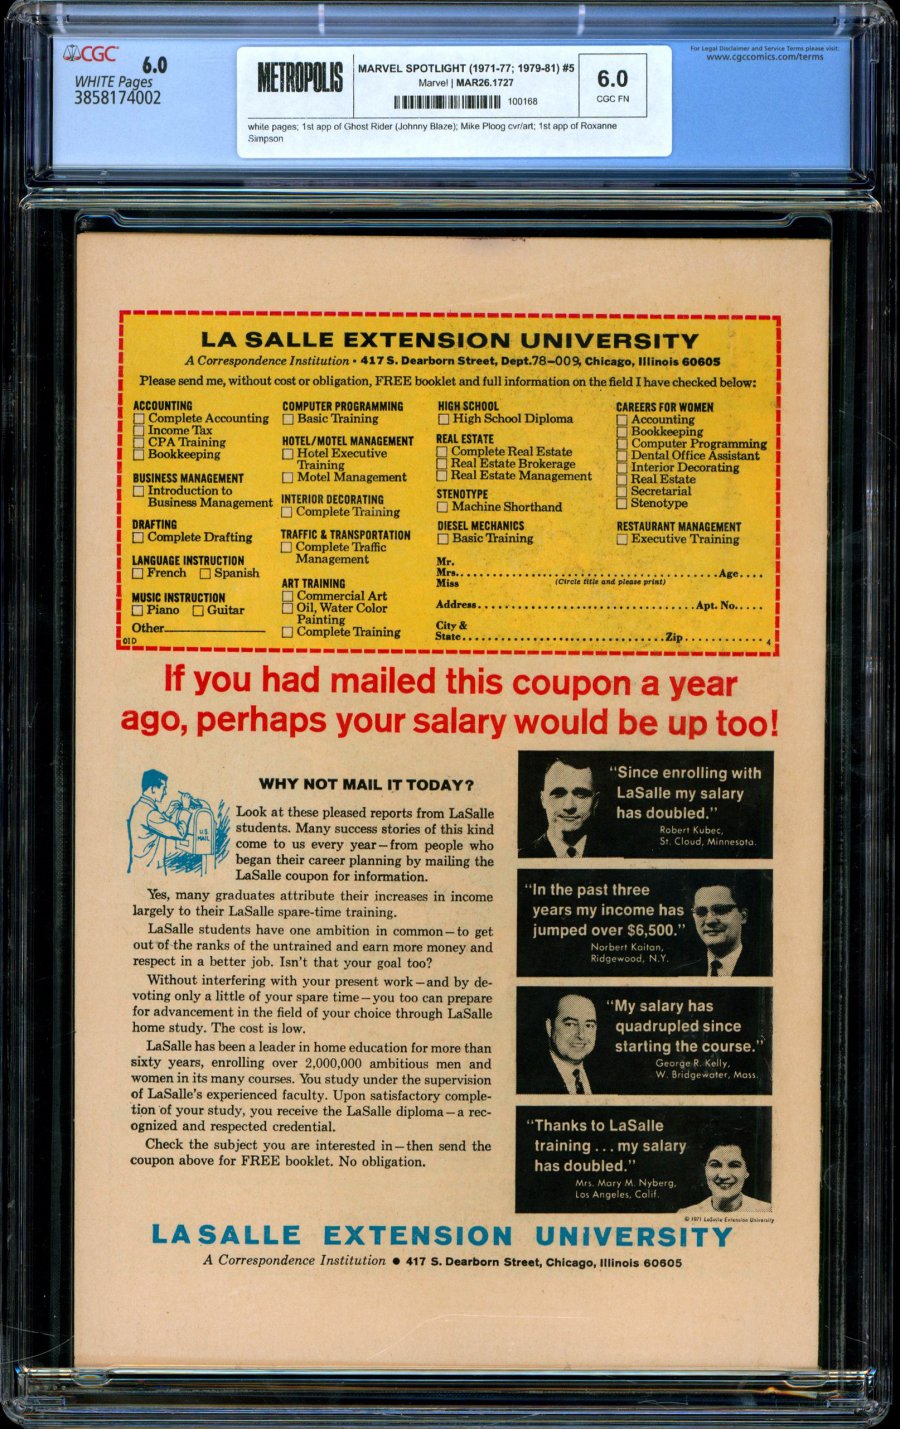 CGC 6.0
WHITE Pages
3858174002
METROPOLIS
MARVEL SPOTLIGHT (1971-77; 1979-81) #5
Marvel | MAR26.1727
100168
6.0
CGC FN
white pages; 1st app of Ghost Rider (Johnny Blaze); Mike Ploog cvr/art; 1st app of Roxanne
Simpson
For Legal Disclaimer and Service Terms please visit:
www.cgccomics.com/terms
LA SALLE EXTENSION UNIVERSITY
A Correspondence Institution • 417 S. Dearborn Street, Dept.78-009, Chicago, Illinois 60605
Please send me, without cost or obligation, FREE booklet and full information on the field I have checked below:
ACCOUNTING
Complete Accounting
Income Tax
CPA Training
Bookkeeping
BUSINESS MANAGEMENT
Introduction to
Business Management
DRAFTING
Complete Drafting
LANGUAGE INSTRUCTION
French Spanish
MUSIC INSTRUCTION
Piano Guitar
Other
01D
COMPUTER PROGRAMMING
Basic Training
HOTEL/MOTEL MANAGEMENT
Hotel Executive
Training
Motel Management
INTERIOR DECORATING
Complete Training
TRAFFIC & TRANSPORTATION
Complete Traffic
Management
ART TRAINING
Commercial Art
Oil, Water Color
Painting
Complete Training
HIGH SCHOOL
High School Diploma
REAL ESTATE
Complete Real Estate
Real Estate Brokerage
Real Estate Management
STENOTYPE
Machine Shorthand
DIESEL MECHANICS
Basic Training
CAREERS FOR WOMEN
Accounting
Bookkeeping
Computer Programming
Dental Office Assistant
Interior Decorating
Real Estate
Secretarial
Stenotype
RESTAURANT MANAGEMENT
Executive Training
Mr.
Mrs. Age
Miss (Circle title and please print)
Address Apt. No.
City &
State Zip
4
If you had mailed this coupon a year
ago, perhaps your salary would be up too!
U.S.
MAIL
WHY NOT MAIL IT TODAY?
Look at these pleased reports from LaSalle
students. Many success stories of this kind
come to us every year—from people who
began their career planning by mailing the
LaSalle coupon for information.
Yes, many graduates attribute their increases in income
largely to their LaSalle spare-time training.
LaSalle students have one ambition in common—to get
out of the ranks of the untrained and earn more money and
respect in a better job. Isn't that your goal too?
Without interfering with your present work—and by de-
voting only a little of your spare time—you too can prepare
for advancement in the field of your choice through LaSalle
home study. The cost is low.
LaSalle has been a leader in home education for more than
sixty years, enrolling over 2,000,000 ambitious men and
women in its many courses. You study under the supervision
of LaSalle's experienced faculty. Upon satisfactory comple-
tion of your study, you receive the LaSalle diploma—a rec-
ognized and respected credential.
Check the subject you are interested in—then send the
coupon above for FREE booklet. No obligation.
"Since enrolling with
LaSalle my salary
has doubled."
Robert Kubec,
St. Cloud, Minnesota.
"In the past three
years my income has
jumped over $6,500."
Norbert Kaitan,
Ridgewood, N.Y.
"My salary has
quadrupled since
starting the course."
George R. Kelly,
W. Bridgewater, Mass.
"Thanks to LaSalle
training . . . my salary
has doubled."
Mrs. Mary M. Nyberg,
Los Angeles, Calif.
© 1971 LaSalle Extension University
LASALLE EXTENSION UNIVERSITY
A Correspondence Institution • 417 S. Dearborn Street, Chicago, Illinois 60605